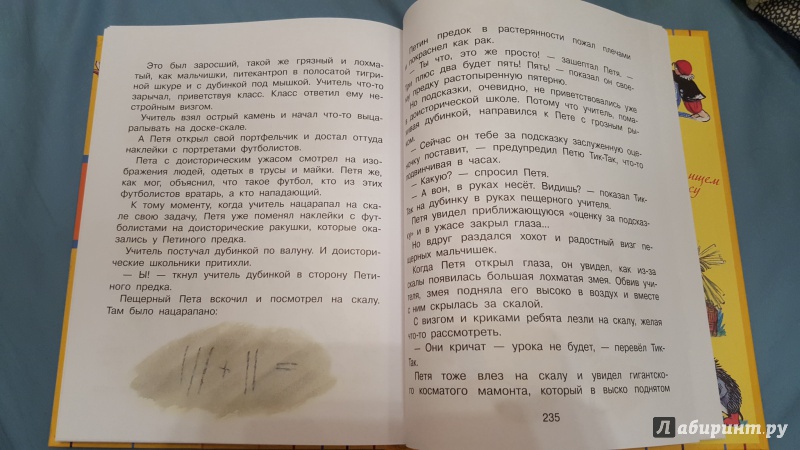 Это был заросший, такой же грязный и лохма-
тый, как мальчишки, питекантроп в полосатой тигри-
ной шкуре и с дубинкой под мышкой. Учитель что-то
зарычал, приветствуя класс. Класс ответил ему не-
стройным визгом.
Учитель взял острый камень и начал что-то выца-
рапывать на доске-скале.
А Петя открыл свой портфельчик и достал оттуда
наклейки с портретами футболистов.
Петя с доисторическим ужасом смотрел на изо-
бражения людей, одетых в трусы и майки. Петя же,
как мог, объяснил, что такое футбол, кто из этих
футболистов вратарь, а кто нападающий.
К тому моменту, когда учитель нацарапал на ска-
ле свою задачу, Петя уже поменял наклейки с фут-
болистами на доисторические ракушки, которые ока-
зались у Петиного предка.
Учитель постучал дубинкой по валуну. И доистори-
ческие школьники притихли.
— Ы! — ткнул учитель дубинкой в сторону Пети-
ного предка.
Пещерный Пета вскочил и посмотрел на скалу.
Там было нацарапано:
||| + || =
Петин предок в растерянности пожал плечами
и покраснел как рак.
— Ты что, это же просто! — зашептал Петя. —
Три плюс два будет пять! Пять! — показал он свое-
му предку растопыренную пятерню.
Но подсказки, очевидно, не приветствовались уже
в доисторической школе. Потому что учитель, пома-
хивая дубинкой, направился к Пете с грозным ры-
ком.
— Сейчас он тебе за подсказку заслуженную оце-
ночку поставит, — предупредил Петю Тик-Так, что-то
подвинчивая в часах.
— Какую? — спросил Петя.
— А вон, в руках несёт. Видишь? — показал Тик-
Так на дубинку в руках пещерного учителя.
Петя увидел приближающуюся «оценку за подсказ-
ку» и в ужасе закрыл глаза...
Но вдруг раздался хохот и радостный визг пе-
щерных мальчишек.
Когда Петя открыл глаза, он увидел, как из-за
скалы появилась большая лохматая змея. Обвив учи-
теля, змея подняла его высоко в воздух и вместе
с ним скрылась за скалой.
С визгом и криками ребята лезли на скалу, желая
что-то рассмотреть.
— Они кричат — урока не будет, — перевёл Тик-
Так.
Петя тоже влез на скалу и увидел гигантско-
го косматого мамонта, который в выско поднятом
235
Лабиринт.ру